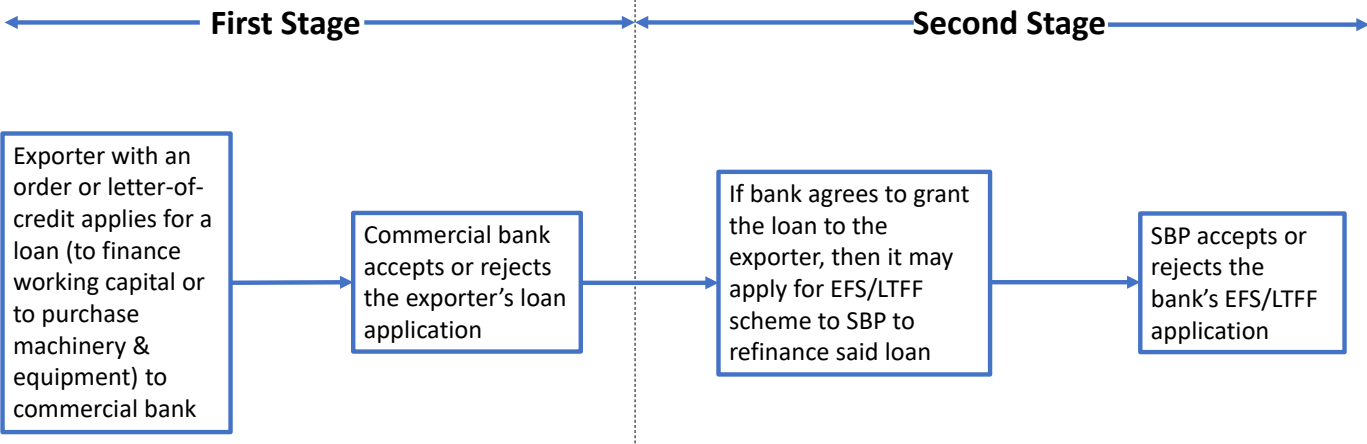 First Stage
Second Stage
Exporter with an
order or letter-of-
credit applies for a
loan (to finance
working capital or
to purchase
machinery &
equipment) to
commercial bank
Commercial bank
accepts or rejects
the exporter’s loan
application
If bank agrees to grant
the loan to the
exporter, then it may
apply for EFS/LTFF
scheme to SBP to
refinance said loan
SBP accepts or
rejects the
bank’s EFS/LTFF
application